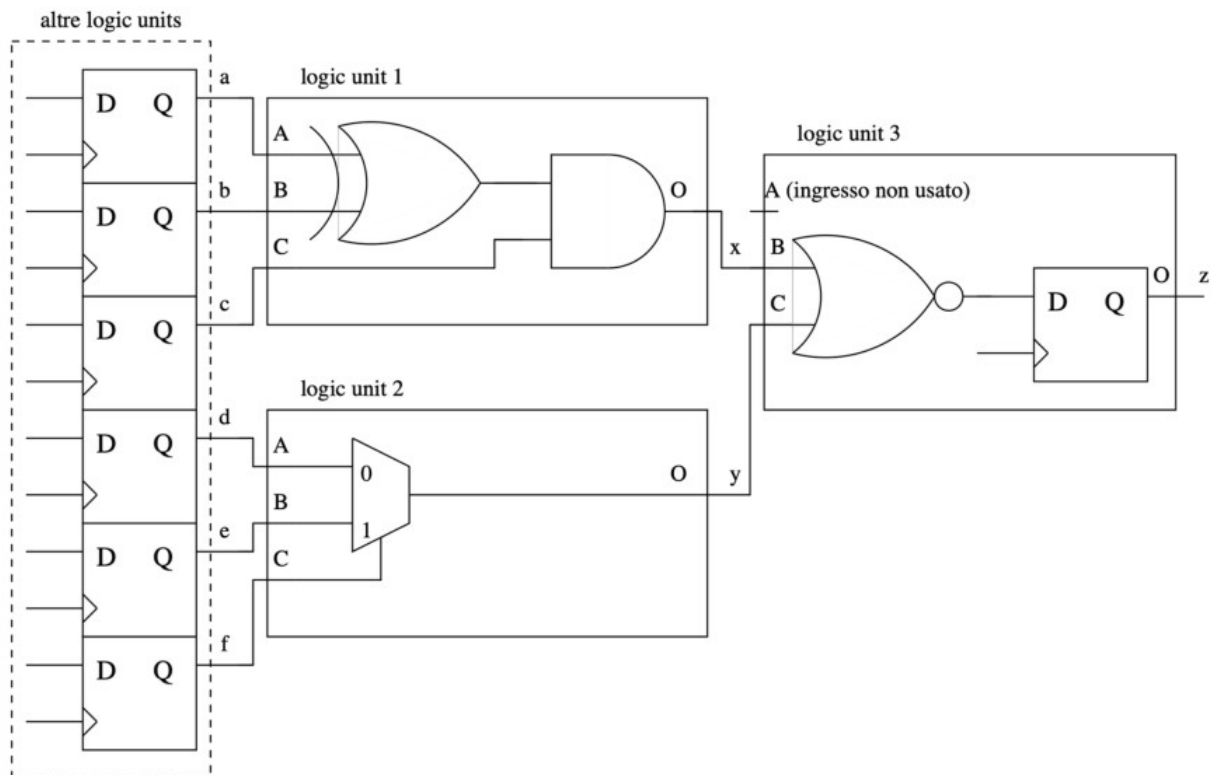 altre logic units
D Q
D Q
D Q
D Q
D Q
D Q
a
b
c
d
e
f
logic unit 1
A
B
C
O
x
logic unit 2
A
B
C
0
1
O
y
logic unit 3
A (ingresso non usato)
B
C
D Q
O
z